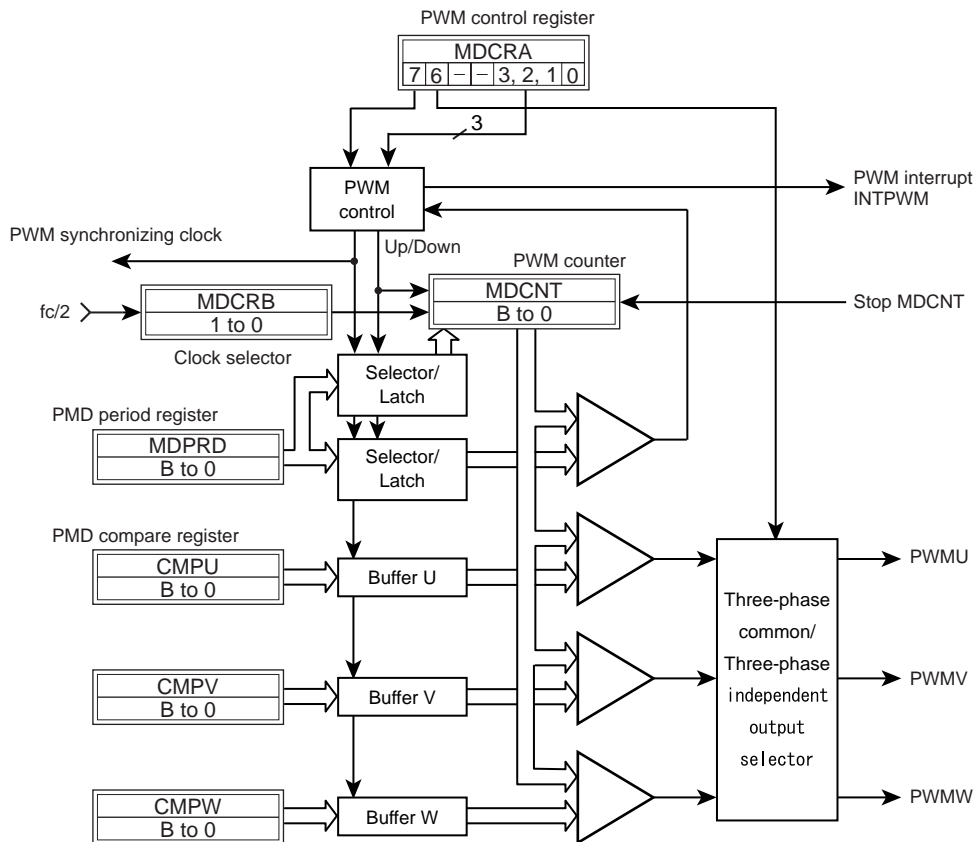 PWM control register
MDCRA
7 6 – – 3, 2, 1 0
3
PWM
control
PWM interrupt
INTPWM
PWM synchronizing clock
Up/Down
PWM counter
MDCNT
B to 0
Stop MDCNT
fc/2
MDCRB
1 to 0
Clock selector
Selector/
Latch
PMD period register
MDPRD
B to 0
Selector/
Latch
PMD compare register
CMPU
B to 0
Buffer U
PWMU
Three-phase
common/
Three-phase
independent
output
selector
CMPV
B to 0
Buffer V
PWMV
CMPW
B to 0
Buffer W
PWMW